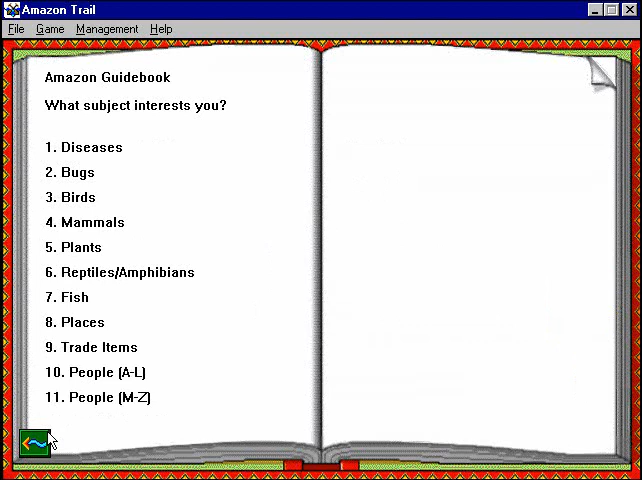 Amazon Trail
File Game Management Help
Amazon Guidebook
What subject interests you?
1. Diseases
2. Bugs
3. Birds
4. Mammals
5. Plants
6. Reptiles/Amphibians
7. Fish
8. Places
9. Trade Items
10. People (A-L)
11. People (M-Z)